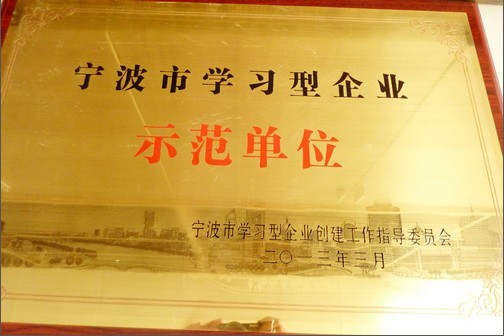 宁波市学习型企业
示范单位
宁波市学习型企业创建工作指导委员会
二〇一三年二月